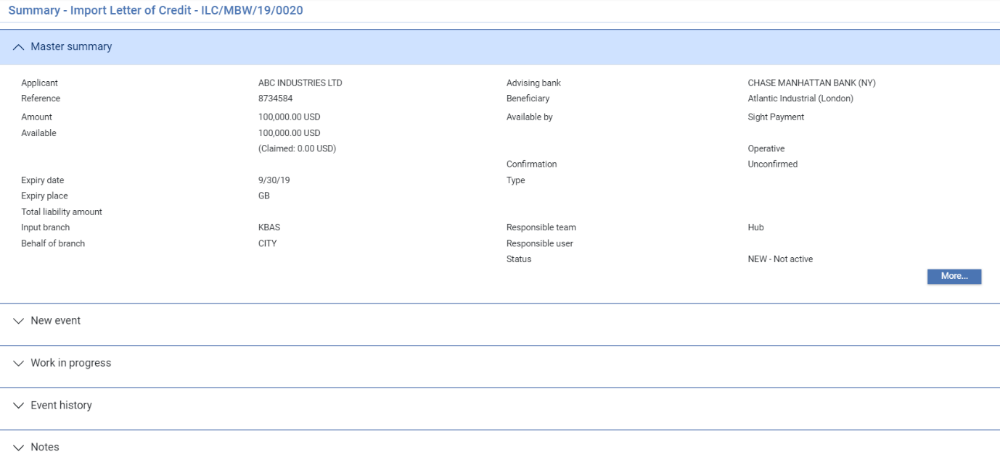 Summary - Import Letter of Credit - ILC/MBW/19/0020
Master summary
Applicant ABC INDUSTRIES LTD Advising bank CHASE MANHATTAN BANK (NY)
Reference 8734584 Beneficiary Atlantic Industrial (London)
Amount 100,000.00 USD Available by Sight Payment
Available 100,000.00 USD
(Claimed: 0.00 USD) Operative
Confirmation Unconfirmed
Expiry date 9/30/19 Type
Expiry place GB
Total liability amount
Input branch KBAS Responsible team Hub
Behalf of branch CITY Responsible user
Status NEW - Not active
More...
New event
Work in progress
Event history
Notes